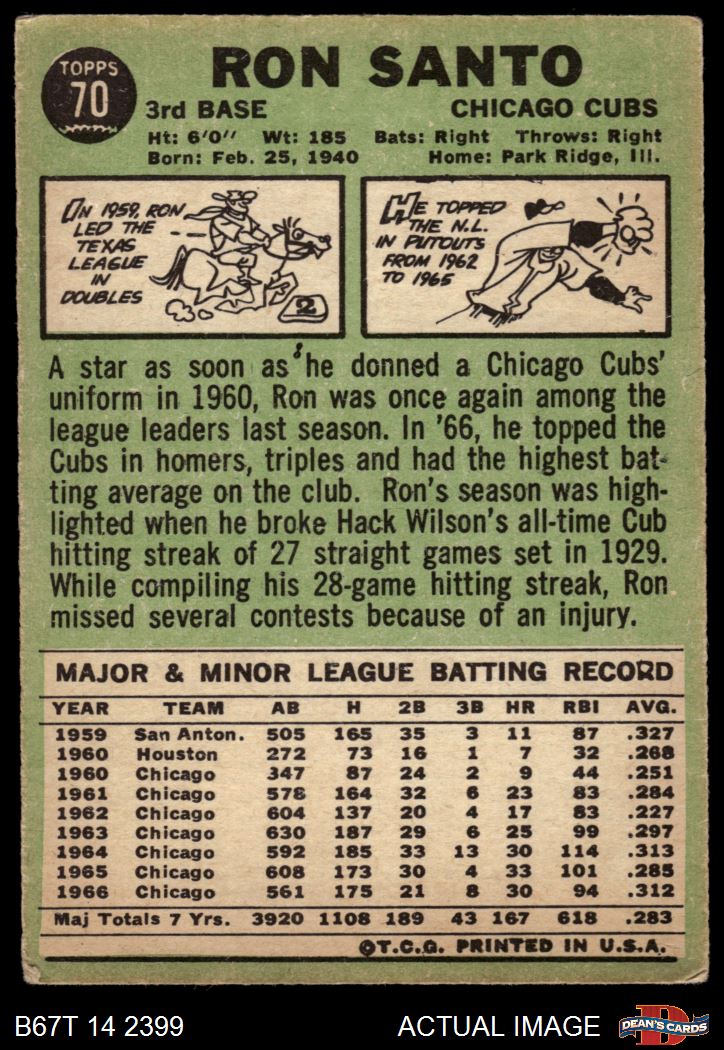 TOPPS
70
RON SANTO
3rd BASE CHICAGO CUBS
Ht: 6'0" Wt: 185 Bats: Right Throws: Right
Born: Feb. 25, 1940 Home: Park Ridge, Ill.
IN 1959, RON
LED THE
TEXAS
LEAGUE
IN
DOUBLES
2
HE TOPPED
THE N.L.
IN PUTOUTS
FROM 1962
TO 1965
A star as soon as he donned a Chicago Cubs'
uniform in 1960, Ron was once again among the
league leaders last season. In '66, he topped the
Cubs in homers, triples and had the highest bat-
ting average on the club. Ron's season was high-
lighted when he broke Hack Wilson's all-time Cub
hitting streak of 27 straight games set in 1929.
While compiling his 28-game hitting streak, Ron
missed several contests because of an injury.
MAJOR & MINOR LEAGUE BATTING RECORD
YEAR TEAM AB H 2B 3B HR RBI AVG.
1959 San Anton. 505 165 35 3 11 87 .327
1960 Houston 272 73 16 1 7 32 .268
1960 Chicago 347 87 24 2 9 44 .251
1961 Chicago 578 164 32 6 23 83 .284
1962 Chicago 604 137 20 4 17 83 .227
1963 Chicago 630 187 29 6 25 99 .297
1964 Chicago 592 185 33 13 30 114 .313
1965 Chicago 608 173 30 4 33 101 .285
1966 Chicago 561 175 21 8 30 94 .312
Maj Totals 7 Yrs. 3920 1108 189 43 167 618 .283
©T.C.G. PRINTED IN U.S.A.
B67T 14 2399 ACTUAL IMAGE DEAN'S CARDS